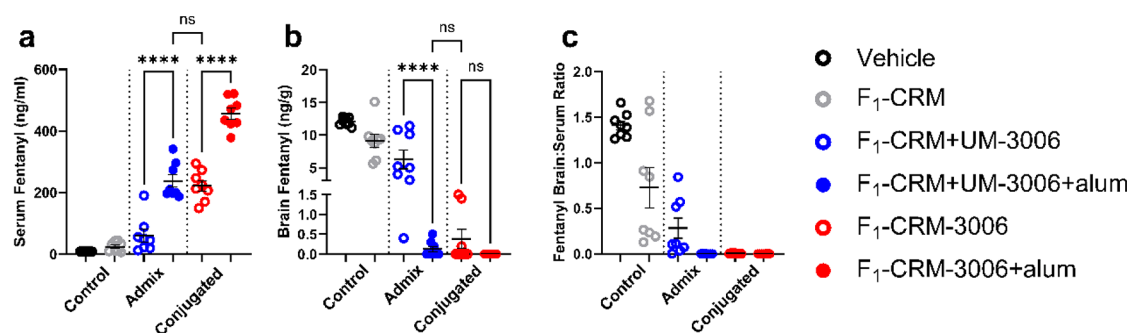 a
ns
****
****
Serum Fentanyl (ng/ml)
600
400
200
0
Control
Admix
Conjugated
b
ns
****
ns
Brain Fentanyl (ng/g)
20
15
10
5
1.5
1.0
0.5
0.0
Control
Admix
Conjugated
c
Fentanyl Brain:Serum Ratio
2.0
1.5
1.0
0.5
0.0
Control
Admix
Conjugated
Vehicle
F₁-CRM
F₁-CRM+UM-3006
F₁-CRM+UM-3006+alum
F₁-CRM-3006
F₁-CRM-3006+alum